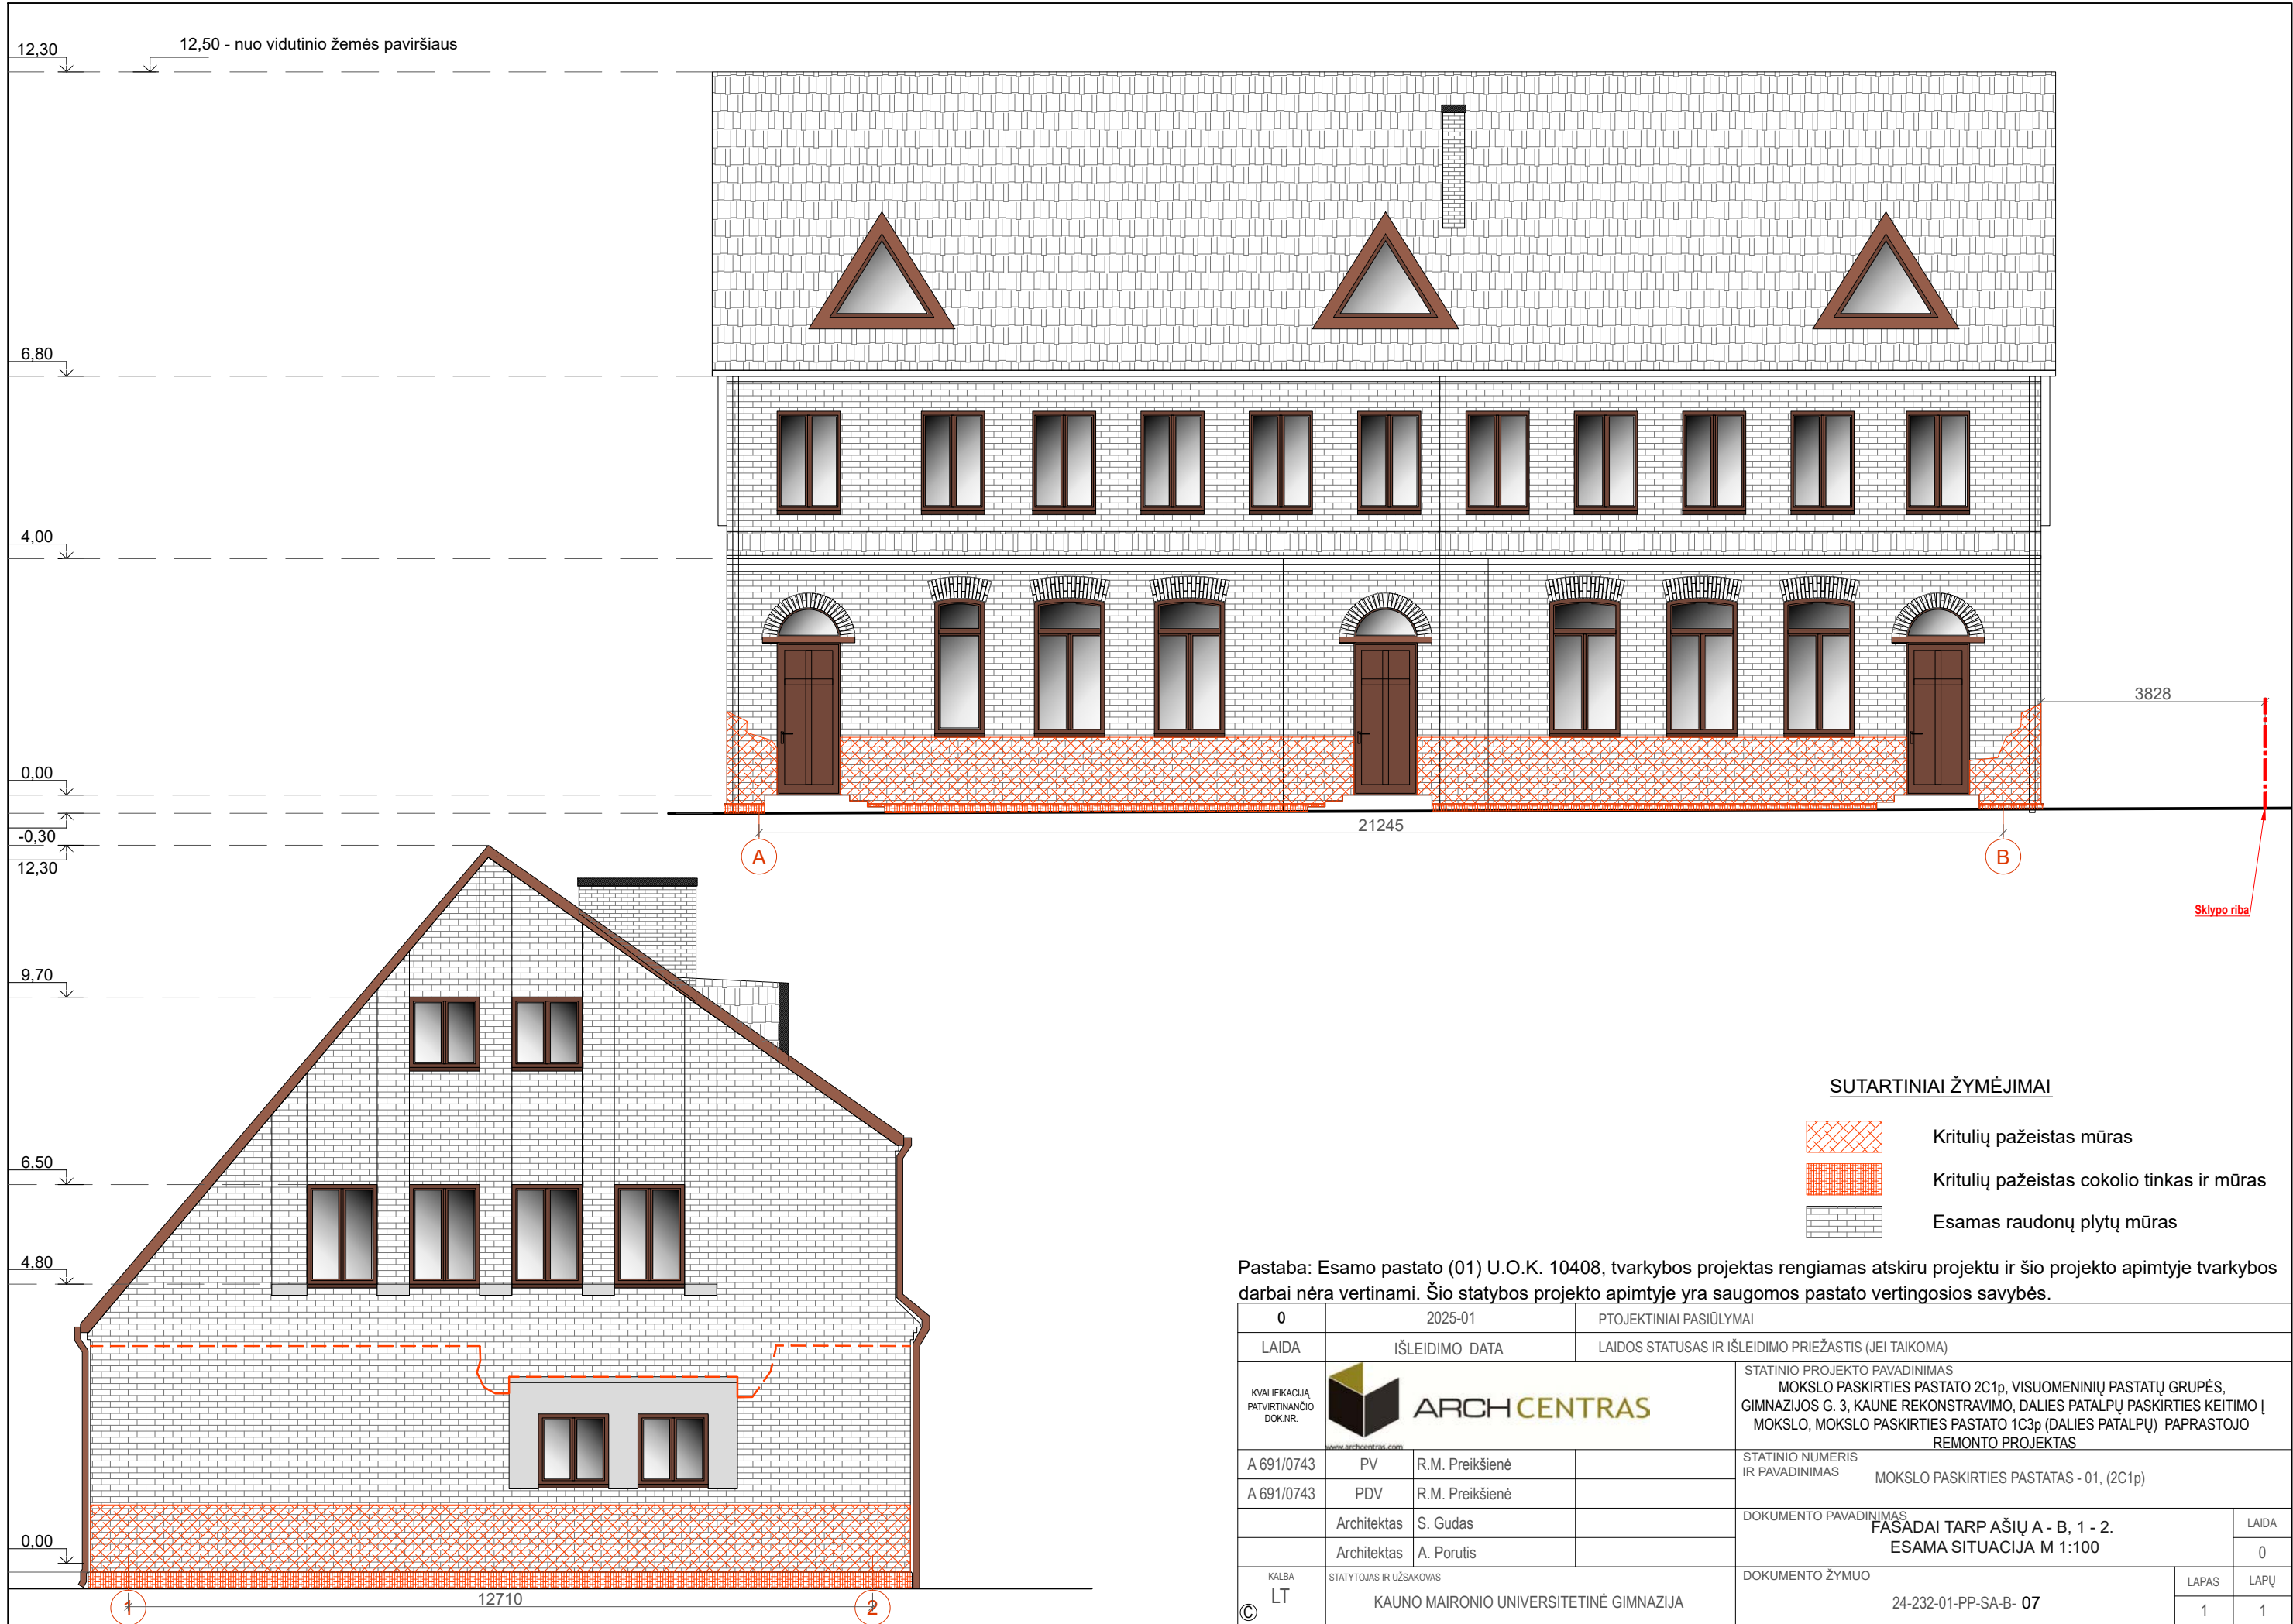 12,30
12,50 - nuo vidutinio žemės paviršiaus
6,80
4,00
0,00
-0,30
3828
21245
A
B
Sklypo riba
12,30
9,70
6,50
4,80
0,00
12710
1
2
SUTARTINIAI ŽYMĖJIMAI
Kritulių pažeistas mūras
Kritulių pažeistas cokolio tinkas ir mūras
Esamas raudonų plytų mūras
Pastaba: Esamo pastato (01) U.O.K. 10408, tvarkybos projektas rengiamas atskiru projektu ir šio projekto apimtyje tvarkybos
darbai nėra vertinami. Šio statybos projekto apimtyje yra saugomos pastato vertingosios savybės.
0 2025-01 PTOJEKTINIAI PASIŪLYMAI
LAIDA IŠLEIDIMO DATA LAIDOS STATUSAS IR IŠLEIDIMO PRIEŽASTIS (JEI TAIKOMA)
KVALIFIKACIJĄ
PATVIRTINANČIO
DOK.NR.
ARCH CENTRAS
www.archcentras.com
STATINIO PROJEKTO PAVADINIMAS
MOKSLO PASKIRTIES PASTATO 2C1p, VISUOMENINIŲ PASTATŲ GRUPĖS,
GIMNAZIJOS G. 3, KAUNE REKONSTRAVIMO, DALIES PATALPŲ PASKIRTIES KEITIMO Į
MOKSLO, MOKSLO PASKIRTIES PASTATO 1C3p (DALIES PATALPŲ) PAPRASTOJO
REMONTO PROJEKTAS
A 691/0743 PV R.M. Preikšienė
A 691/0743 PDV R.M. Preikšienė
STATINIO NUMERIS
IR PAVADINIMAS
MOKSLO PASKIRTIES PASTATAS - 01, (2C1p)
Architektas S. Gudas
Architektas A. Porutis
DOKUMENTO PAVADINIMAS
FASADAI TARP AŠIŲ A - B, 1 - 2.
ESAMA SITUACIJA M 1:100
LAIDA
0
KALBA
LT
©
STATYTOJAS IR UŽSAKOVAS
KAUNO MAIRONIO UNIVERSITETINĖ GIMNAZIJA
DOKUMENTO ŽYMUO
24-232-01-PP-SA-B- 07
LAPAS LAPŲ
1 1